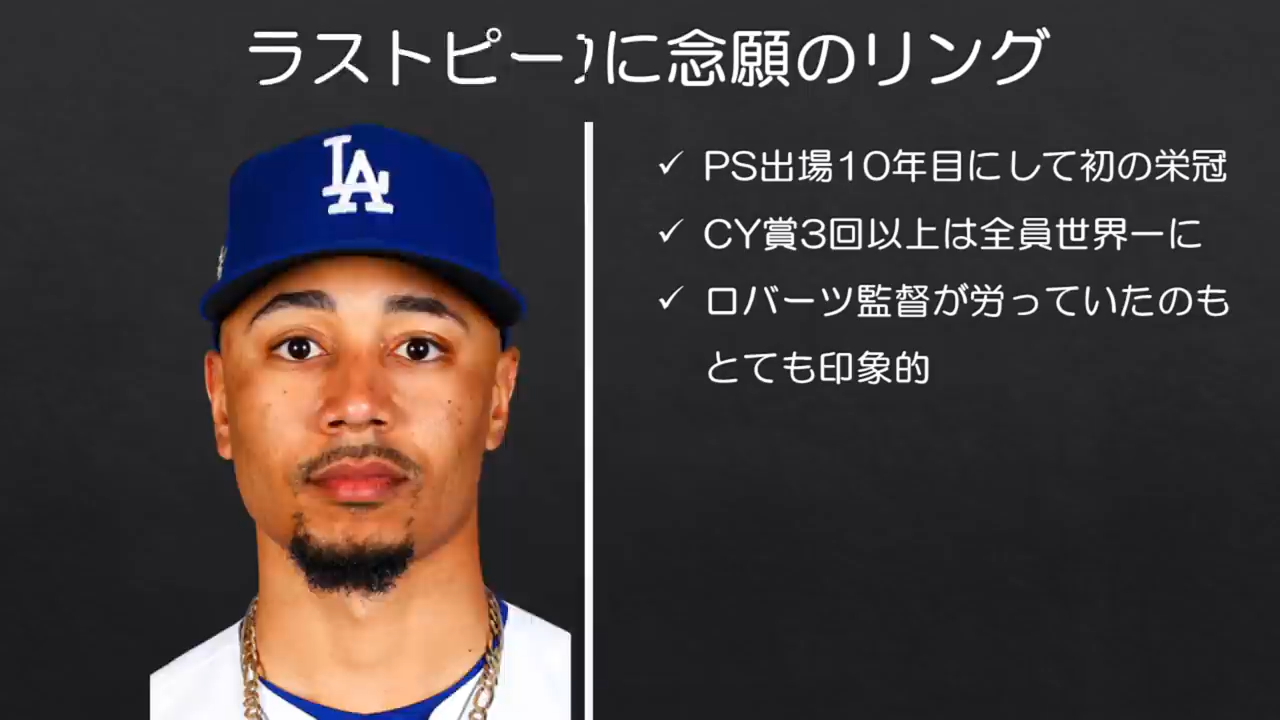 ラストピーに念願のリング
LA
PS出場10年目にして初の栄冠
CY賞3回以上は全員世界一に
ロバーツ監督が労っていたのも
とても印象的